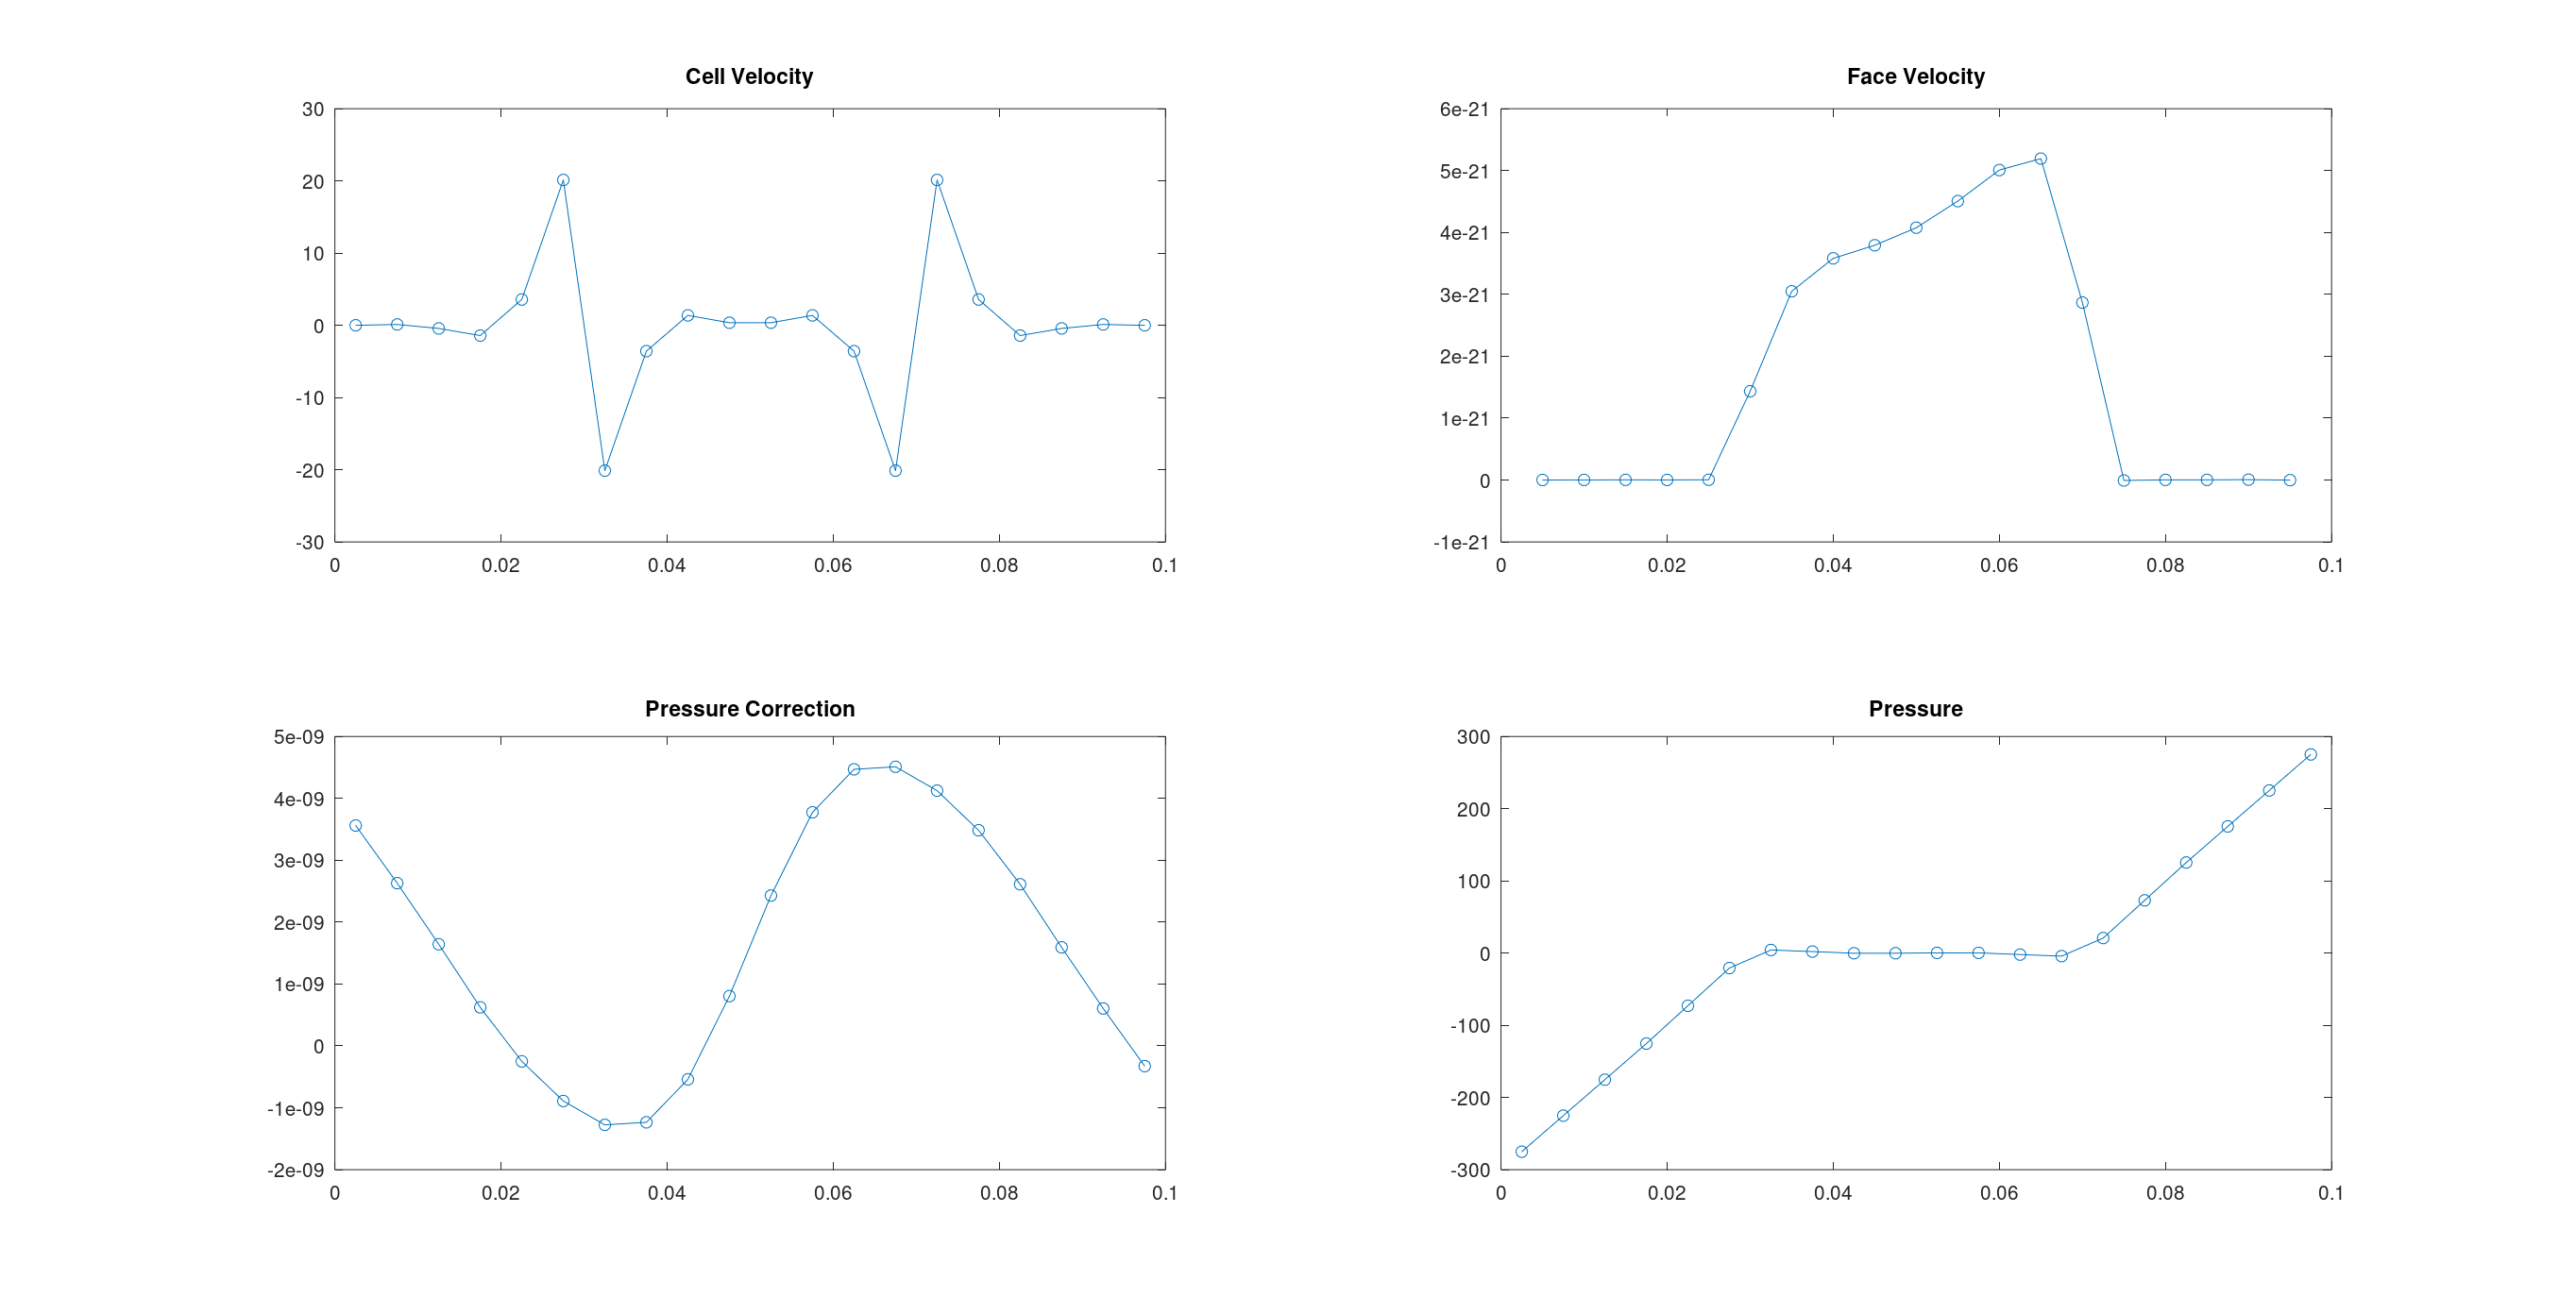 Cell Velocity
30
20
10
0
-10
-20
-30
0 0.02 0.04 0.06 0.08 0.1
Face Velocity
6e-21
5e-21
4e-21
3e-21
2e-21
1e-21
0
-1e-21
0 0.02 0.04 0.06 0.08 0.1
Pressure Correction
5e-09
4e-09
3e-09
2e-09
1e-09
0
-1e-09
-2e-09
0 0.02 0.04 0.06 0.08 0.1
Pressure
300
200
100
0
-100
-200
-300
0 0.02 0.04 0.06 0.08 0.1